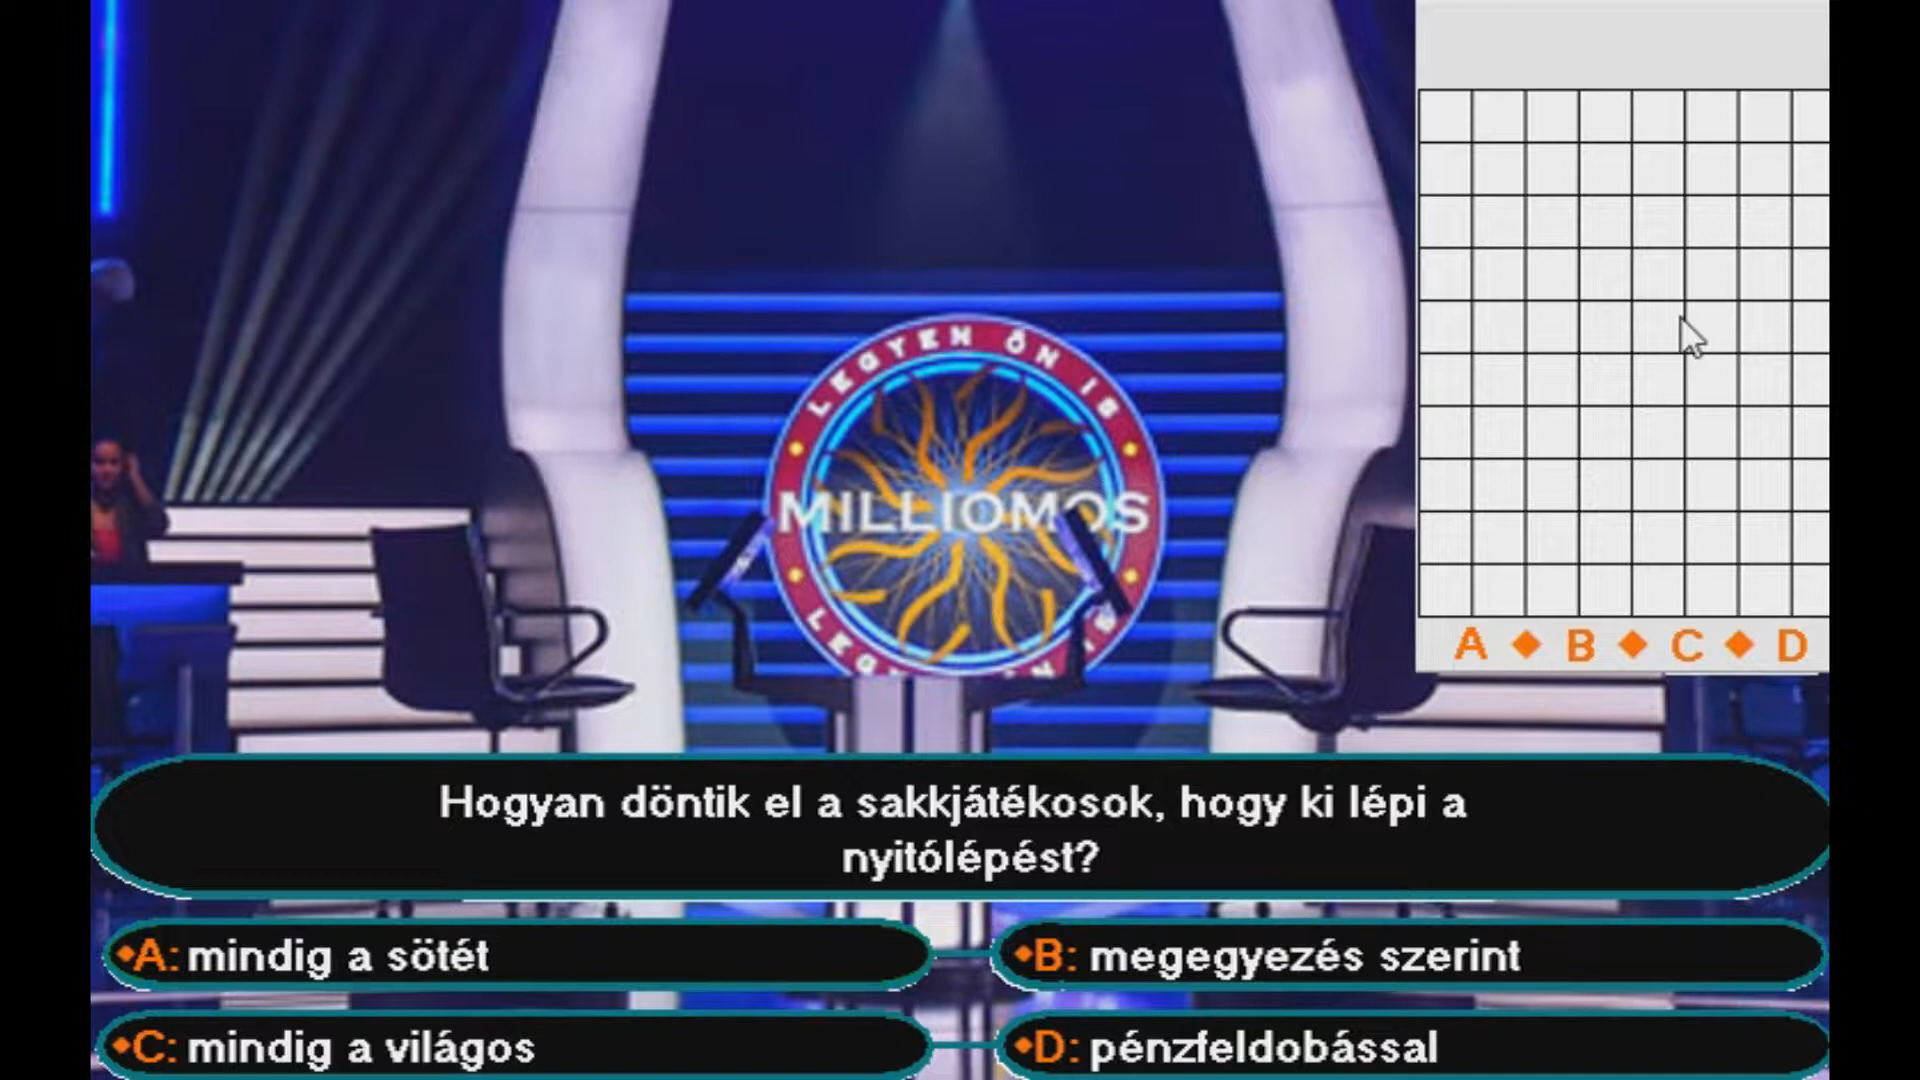 LEGYEN ÖN IS
MILLIOMOS
A ◆ B ◆ C ◆ D
Hogyan döntik el a sakkjátékosok, hogy ki lépi a
nyitólépést?
◆A: mindig a sötét
◆B: megegyezés szerint
◆C: mindig a világos
◆D: pénzfeldobással